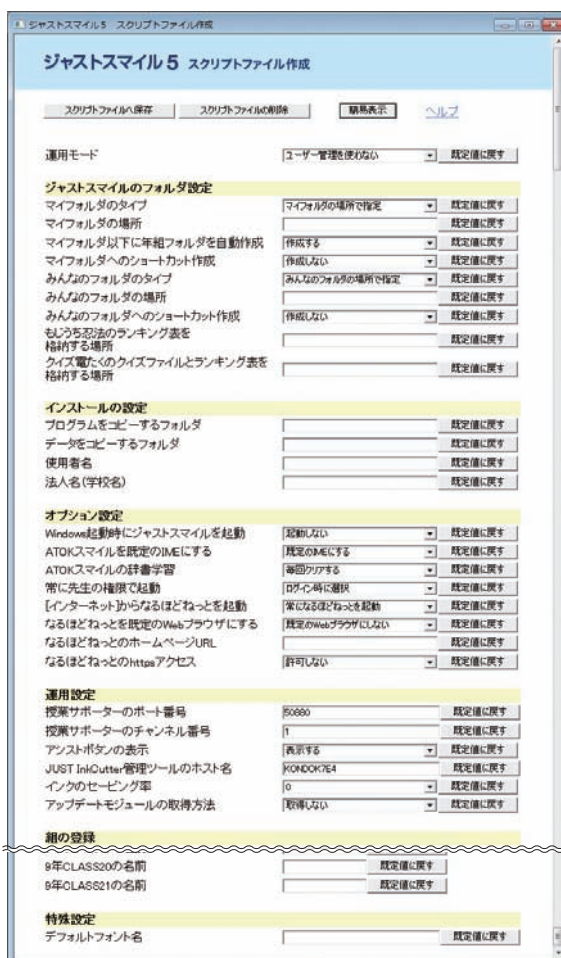 ジャストスマイル5 スクリプトファイル作成
ジャストスマイル5 スクリプトファイル作成
スクリプトファイルへ保存 スクリプトファイルの削除 簡易表示 ヘルプ
運用モード ユーザー管理を使わない 既定値に戻す
ジャストスマイルのフォルダ設定
マイフォルダのタイプ マイフォルダの場所で指定 既定値に戻す
マイフォルダの場所 既定値に戻す
マイフォルダ以下に年組フォルダを自動作成 作成する 既定値に戻す
マイフォルダへのショートカット作成 作成しない 既定値に戻す
みんなのフォルダのタイプ みんなのフォルダの場所で指定 既定値に戻す
みんなのフォルダの場所 既定値に戻す
みんなのフォルダへのショートカット作成 作成しない 既定値に戻す
もじうち忍法のランキング表を
格納する場所 既定値に戻す
クイズ電たくのクイズファイルとランキング表を
格納する場所 既定値に戻す
インストールの設定
プログラムをコピーするフォルダ 既定値に戻す
データをコピーするフォルダ 既定値に戻す
使用者名 既定値に戻す
法人名(学校名) 既定値に戻す
オプション設定
Windows起動時にジャストスマイルを起動 起動しない 既定値に戻す
ATOKスマイルを既定のIMEにする 既定のIMEにする 既定値に戻す
ATOKスマイルの辞書学習 毎回クリアする 既定値に戻す
常に先生の権限で起動 ログイン時に選択 既定値に戻す
[インターネット]からなるほどねっとを起動 常になるほどねっとを起動 既定値に戻す
なるほどねっとを既定のWebブラウザにする 既定のWebブラウザにしない 既定値に戻す
なるほどねっとのホームページURL 既定値に戻す
なるほどねっとのhttpsアクセス 許可しない 既定値に戻す
運用設定
授業サポーターのポート番号 50880 既定値に戻す
授業サポーターのチャンネル番号 1 既定値に戻す
アシストボタンの表示 表示する 既定値に戻す
JUST InkCutter管理ツールのホスト名 KONDOK7E4 既定値に戻す
インクのセービング率 0 既定値に戻す
アップデートモジュールの取得方法 取得しない 既定値に戻す
組の登録
9年CLASS20の名前 既定値に戻す
9年CLASS21の名前 既定値に戻す
特殊設定
デフォルトフォント名 既定値に戻す